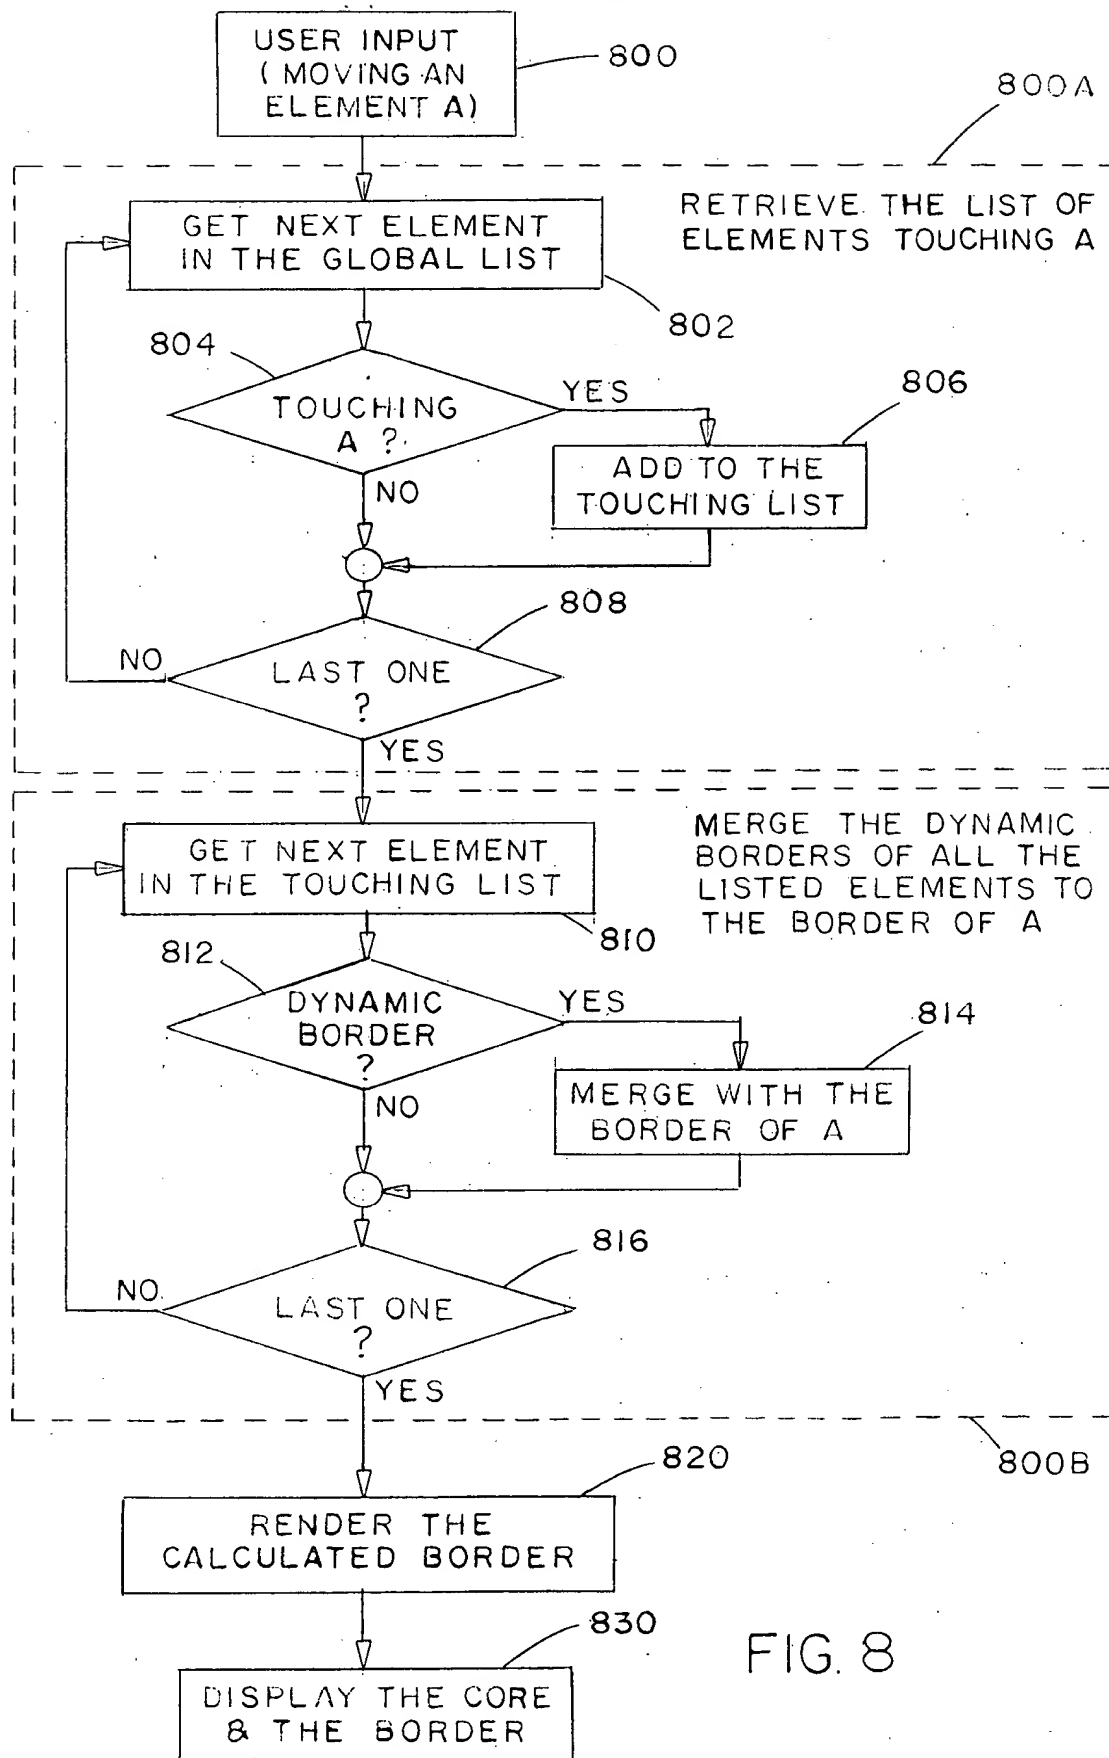 USER INPUT
(MOVING AN
ELEMENT A)
800
800A
RETRIEVE THE LIST OF
ELEMENTS TOUCHING A
GET NEXT ELEMENT
IN THE GLOBAL LIST
802
804
TOUCHING
A ?
YES
806
ADD TO THE
TOUCHING LIST
NO
808
LAST ONE
?
NO
YES
MERGE THE DYNAMIC
BORDERS OF ALL THE
LISTED ELEMENTS TO
THE BORDER OF A
GET NEXT ELEMENT
IN THE TOUCHING LIST
810
812
DYNAMIC
BORDER
?
YES
814
MERGE WITH THE
BORDER OF A
NO
816
LAST ONE
?
NO
YES
800B
820
RENDER THE
CALCULATED BORDER
830
DISPLAY THE CORE
& THE BORDER
FIG. 8